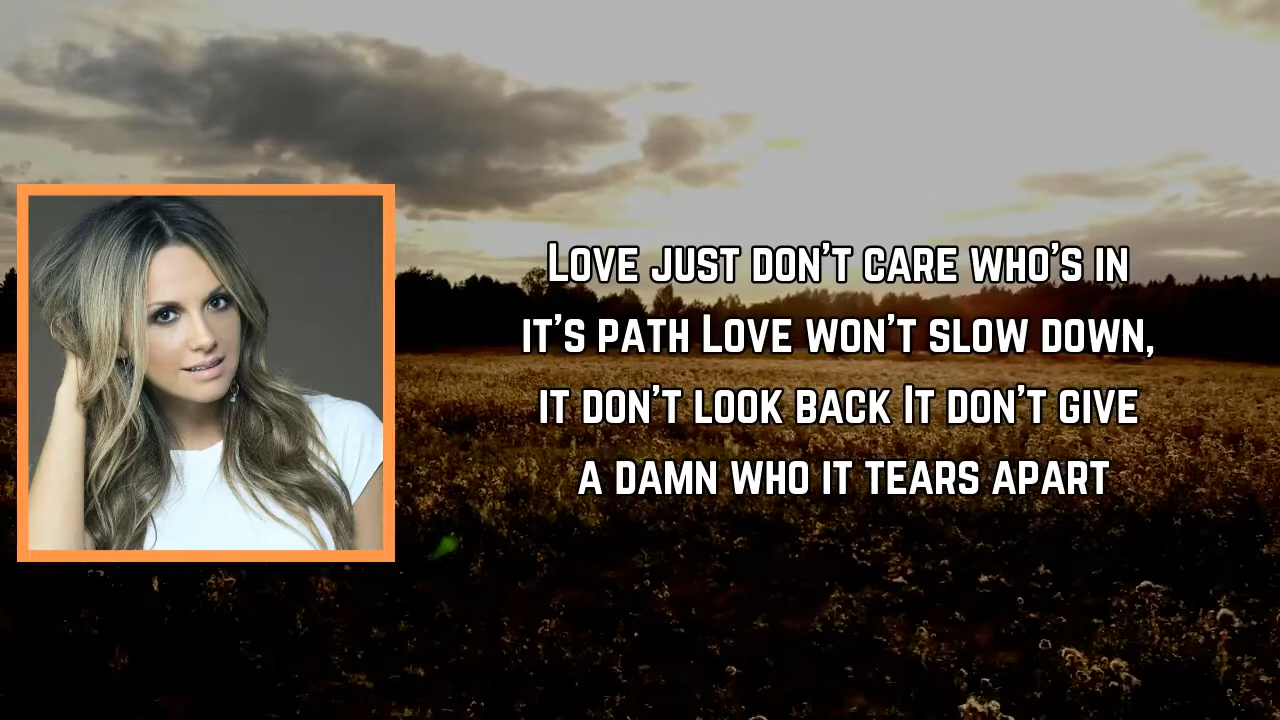 Love just don't care who's in
it's path Love won't slow down,
it don't look back It don't give
a damn who it tears apart